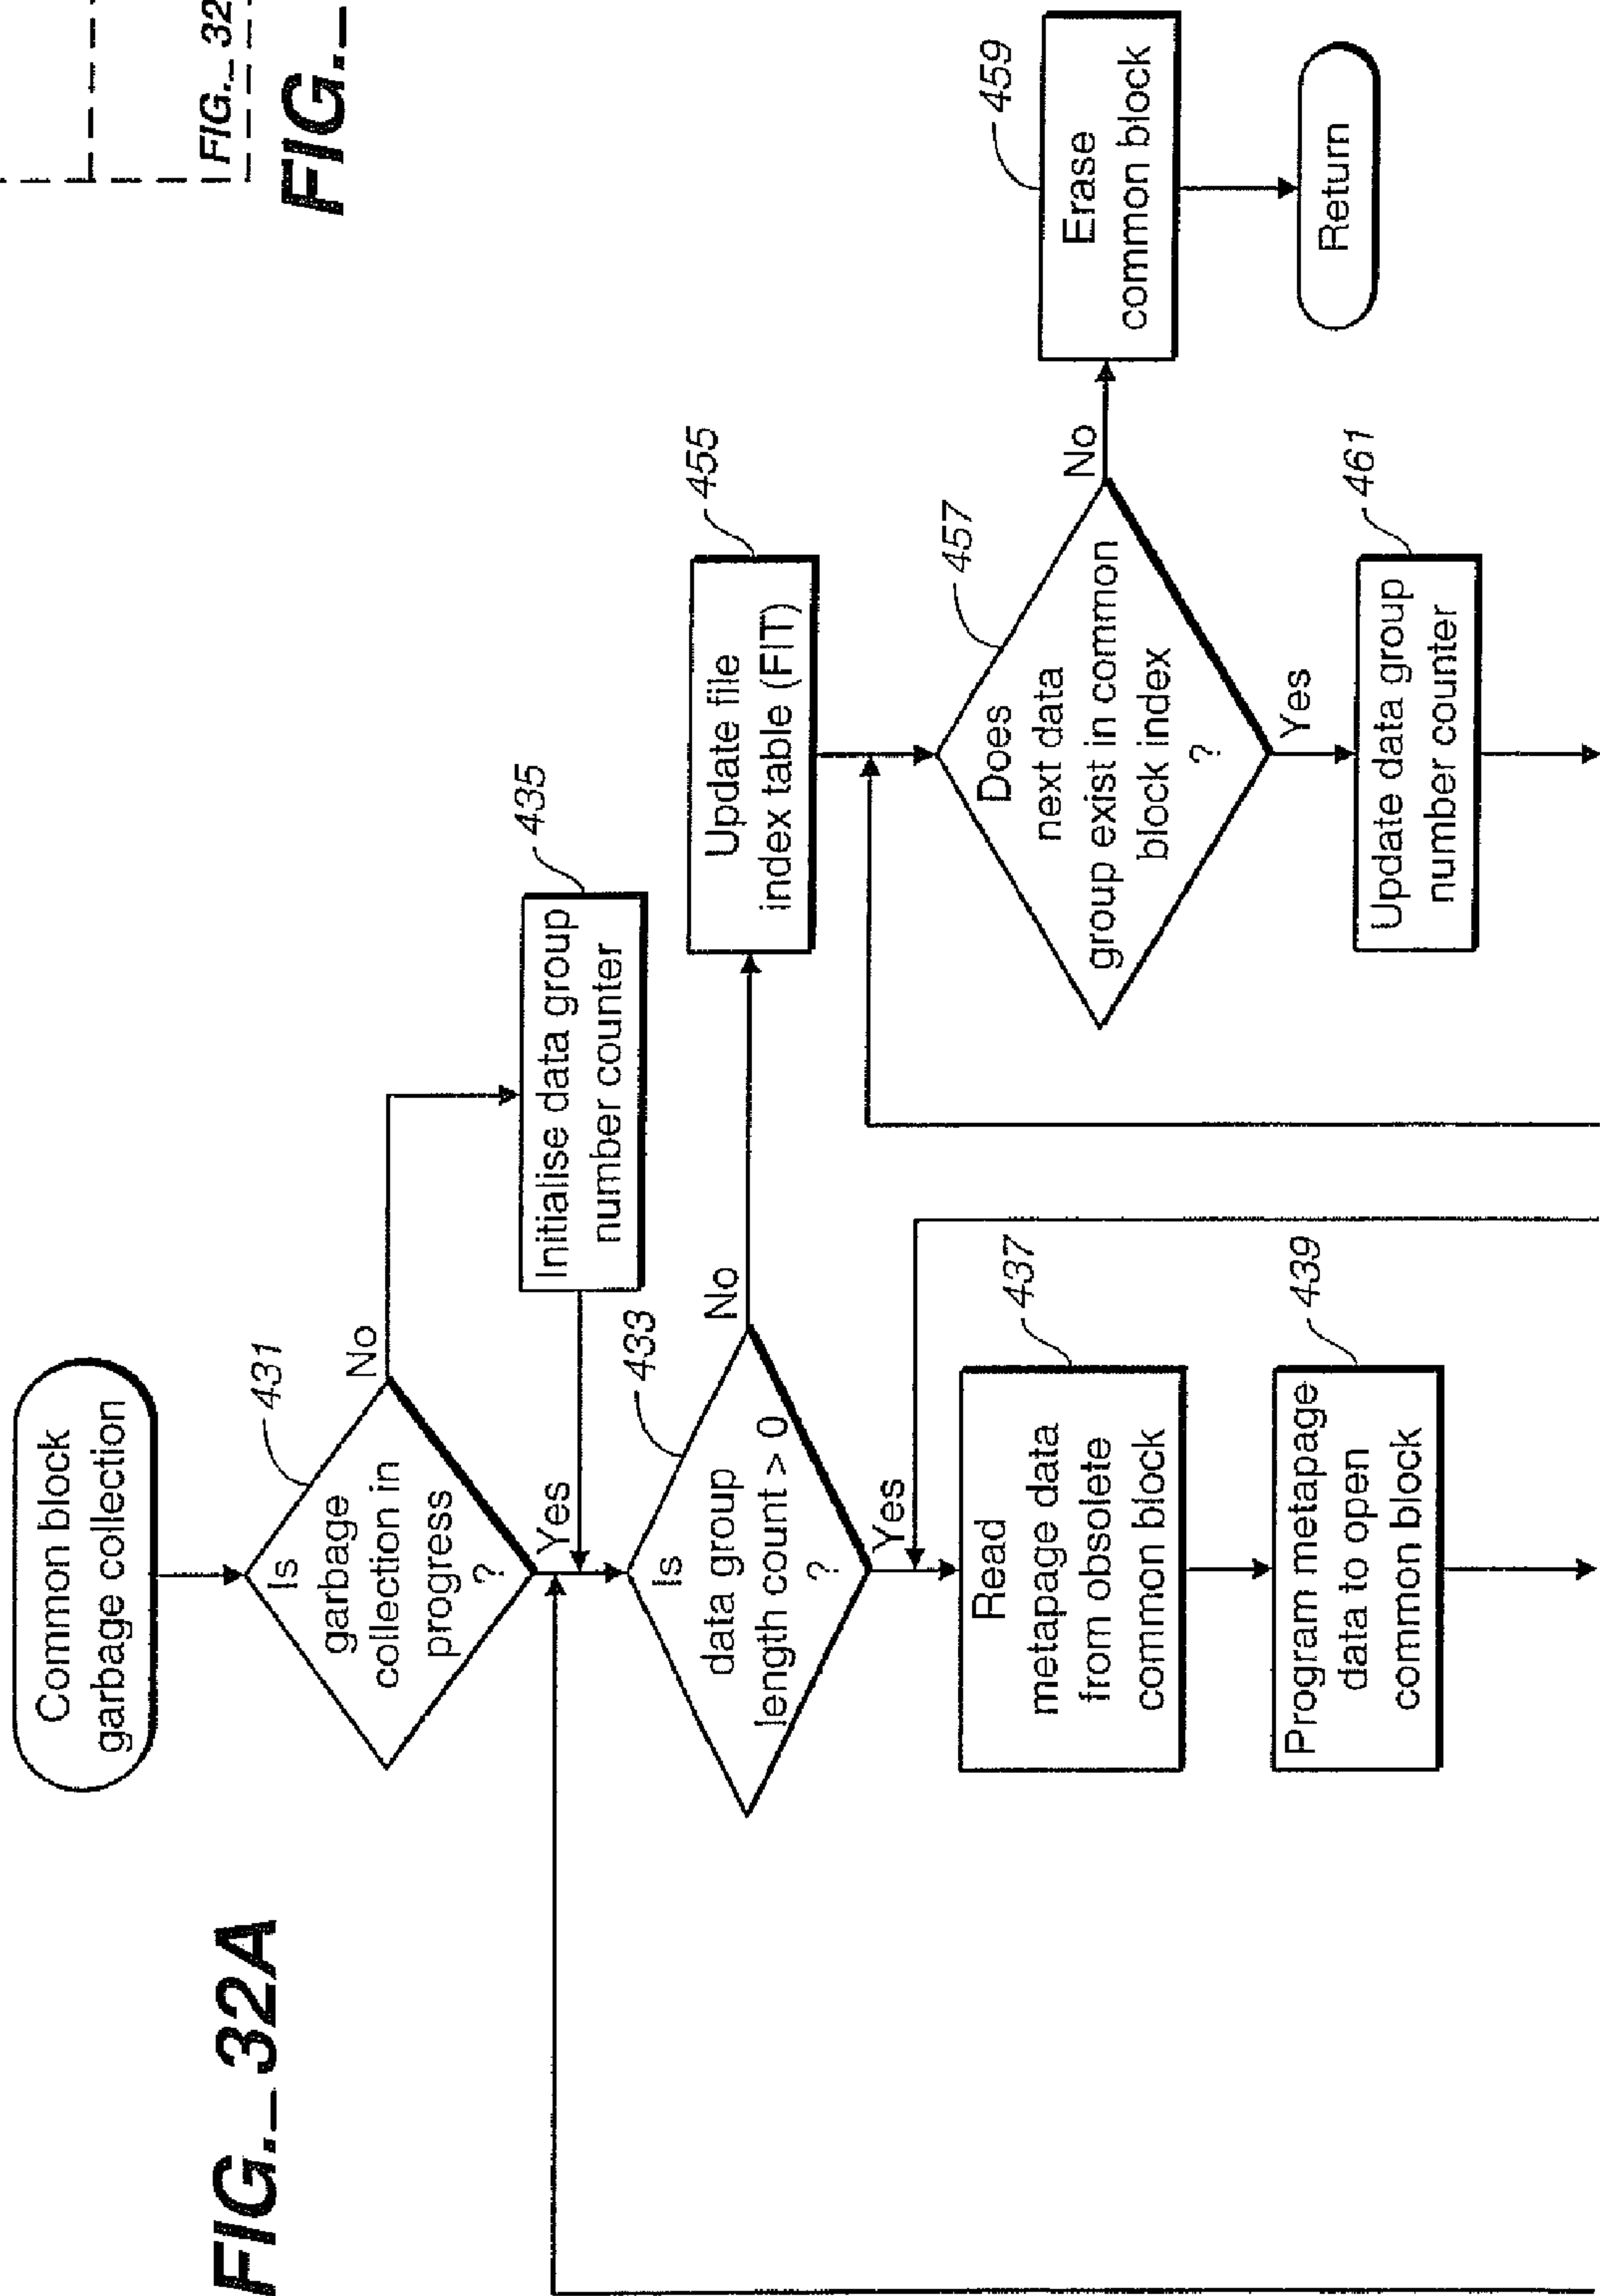 FIG._32A
FIG._32
FIG._
Common block
garbage collection
431
Is
garbage
collection in
progress
?
No
Yes
435
Initialise data group
number counter
433
Is
data group
length count > 0
?
No
Yes
437
Read
metapage data
from obsolete
common block
439
Program metapage
data to open
common block
455
Update file
index table (FIT)
457
Does
next data
group exist in common
block index
?
No
Yes
459
Erase
common block
Return
461
Update data group
number counter